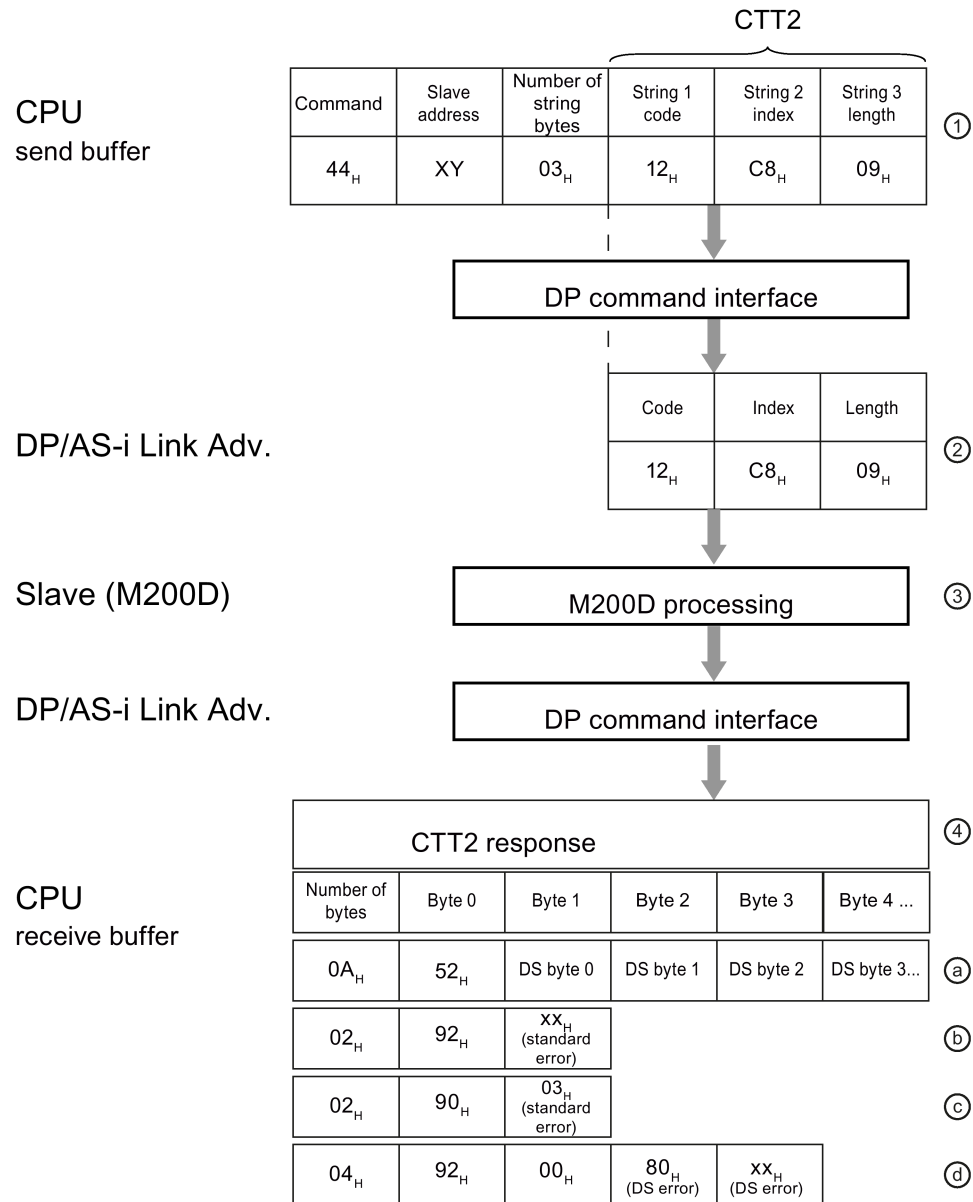 CTT2
CPU
send buffer
Command
Slave
address
Number of
string
bytes
String 1
code
String 2
index
String 3
length
1
44H
XY
03H
12H
C8H
09H
DP command interface
DP/AS-i Link Adv.
Code
Index
Length
2
12H
C8H
09H
Slave (M200D)
M200D processing
3
DP/AS-i Link Adv.
DP command interface
CTT2 response
4
CPU
receive buffer
Number of
bytes
Byte 0
Byte 1
Byte 2
Byte 3
Byte 4 ...
0AH
52H
DS byte 0
DS byte 1
DS byte 2
DS byte 3...
a
02H
92H
xxH
(standard
error)
b
02H
90H
03H
(standard
error)
c
04H
92H
00H
80H
(DS error)
xxH
(DS error)
d